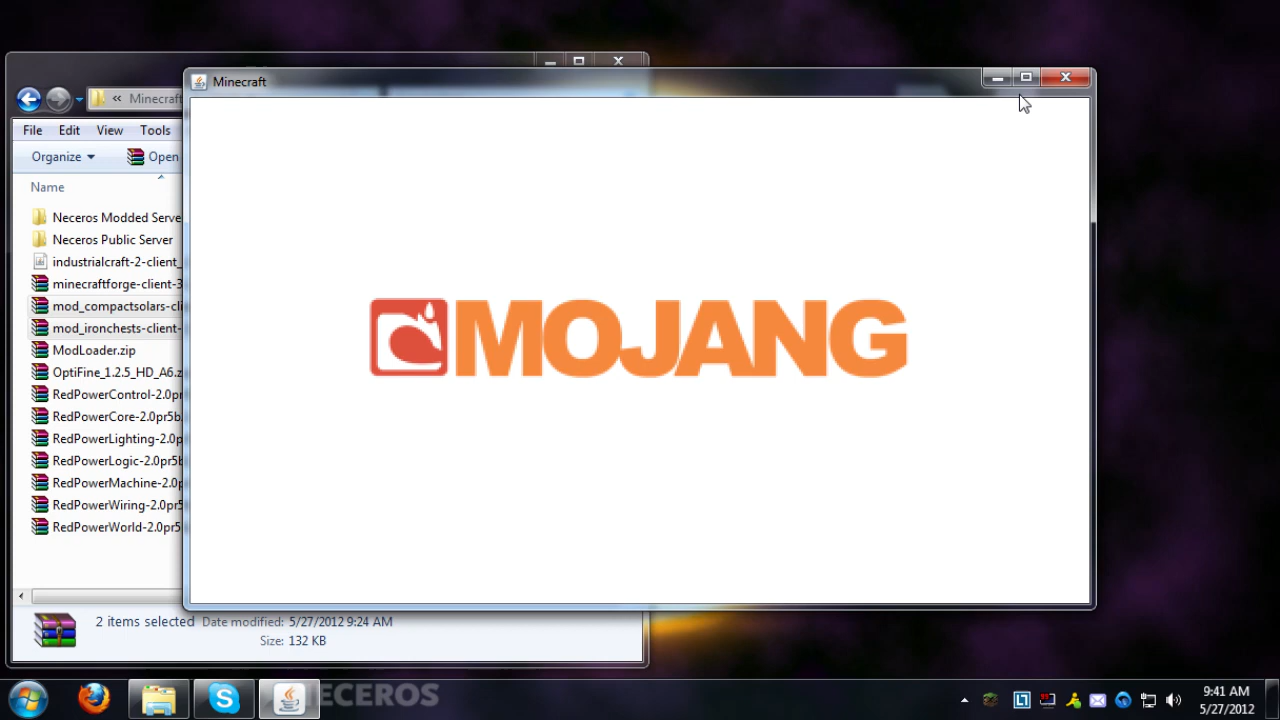 Minecraft
« Minecraft
File Edit View Tools
Organize Open
Name
Neceros Modded Serve
Neceros Public Server
industrialcraft-2-client_
minecraftforge-client-3
mod_compactsolars-cli
mod_ironchests-client-
ModLoader.zip
OptiFine_1.2.5_HD_A6.z
RedPowerControl-2.0pr
RedPowerCore-2.0pr5b
RedPowerLighting-2.0p
RedPowerLogic-2.0pr5b
RedPowerMachine-2.0p
RedPowerWiring-2.0pr5
RedPowerWorld-2.0pr5
MOJANG
2 items selected Date modified: 5/27/2012 9:24 AM
Size: 132 KB
ECEROS
9:41 AM
5/27/2012